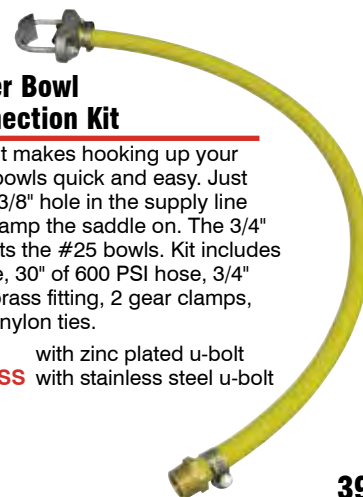 er Bowl
nection Kit
t makes hooking up your
bowls quick and easy. Just
3/8" hole in the supply line
amp the saddle on. The 3/4"
ts the #25 bowls. Kit includes
e, 30" of 600 PSI hose, 3/4"
brass fitting, 2 gear clamps,
nylon ties.
with zinc plated u-bolt
SS with stainless steel u-bolt
39